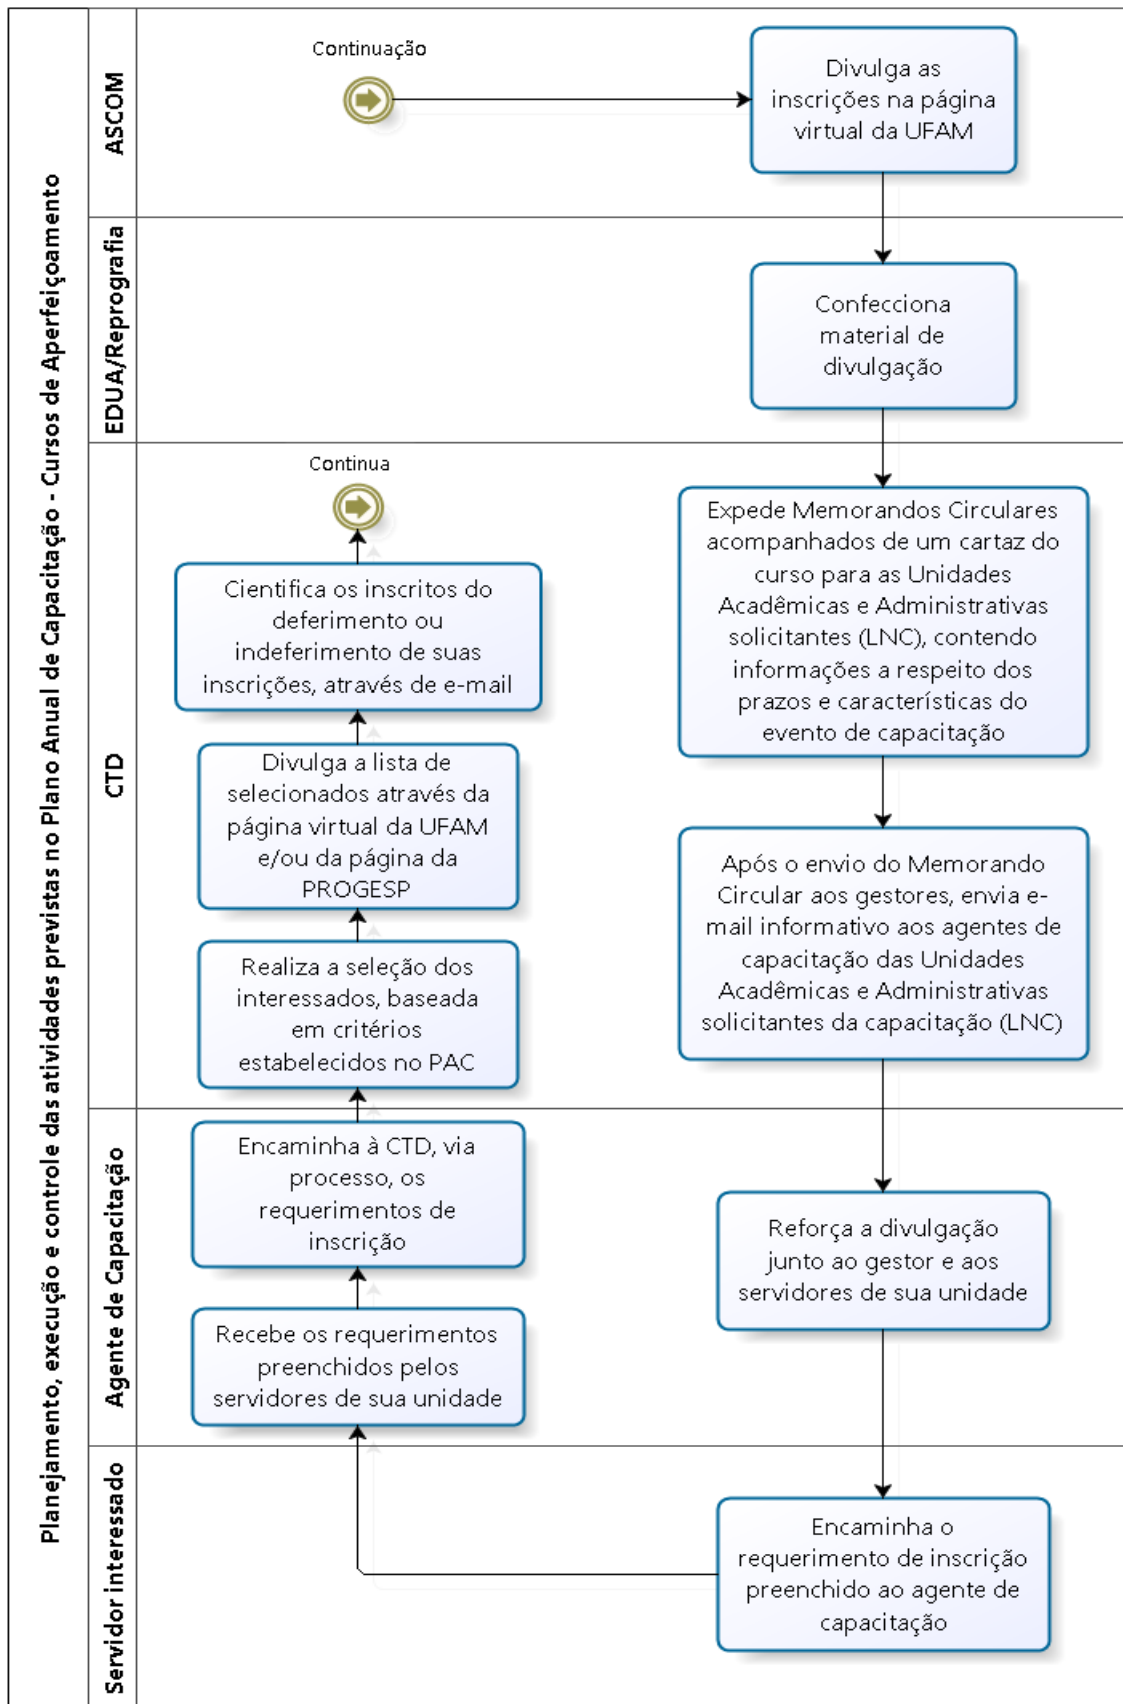 Planejamento, execução e controle das atividades previstas no Plano Anual de Capacitação - Cursos de Aperfeiçoamento
ASCOM
Continuação
Divulga as
inscrições na página
virtual da UFAM
EDUA/Reprografia
Confecciona
material de
divulgação
CTD
Expede Memorandos Circulares
acompanhados de um cartaz do
curso para as Unidades
Acadêmicas e Administrativas
solicitantes (LNC), contendo
informações a respeito dos
prazos e características do
evento de capacitação
Após o envio do Memorando
Circular aos gestores, envia e-
mail informativo aos agentes de
capacitação das Unidades
Acadêmicas e Administrativas
solicitantes da capacitação (LNC)
Continua
Cientifica os inscritos do
deferimento ou
indeferimento de suas
inscrições, através de e-mail
Divulga a lista de
selecionados através da
página virtual da UFAM
e/ou da página da
PROGESP
Realiza a seleção dos
interessados, baseada
em critérios
estabelecidos no PAC
Agente de Capacitação
Encaminha à CTD, via
processo, os
requerimentos de
inscrição
Recebe os requerimentos
preenchidos pelos
servidores de sua unidade
Reforça a divulgação
junto ao gestor e aos
servidores de sua unidade
Servidor interessado
Encaminha o
requerimento de inscrição
preenchido ao agente de
capacitação